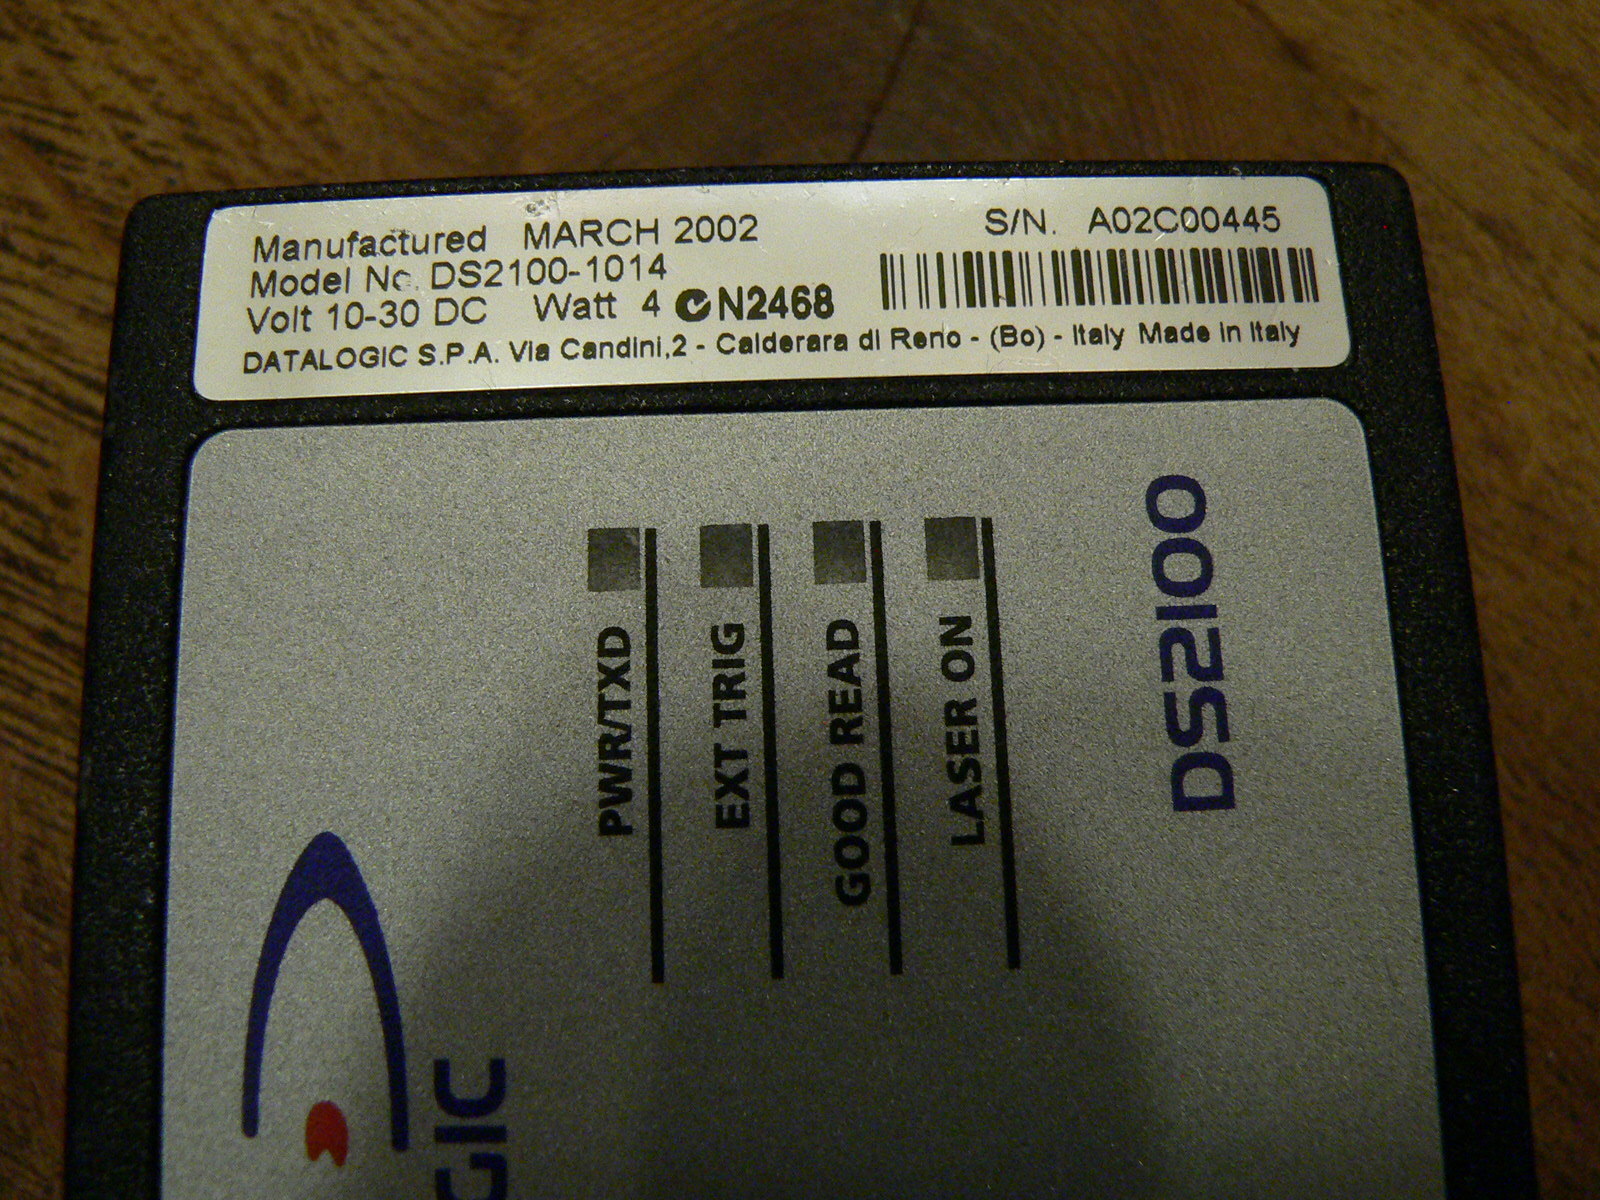 Manufactured MARCH 2002
Model No. DS2100-1014
Volt 10-30 DC Watt 4 N2468
S/N. A02C00445
DATALOGIC S.P.A. Via Candini,2 - Calderara di Reno - (Bo) - Italy Made in Italy
PWR/TXD
EXT TRIG
GOOD READ
LASER ON
DS2100
GIC